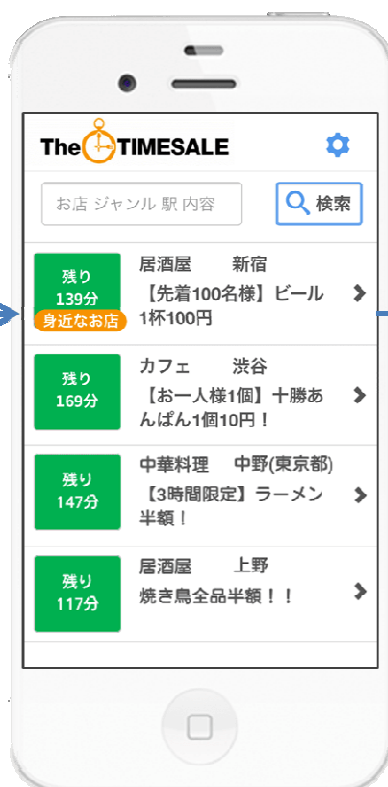 The TIMESALE
お店 ジャンル 駅 内容
検索
残り
139分
身近なお店
居酒屋 新宿
【先着100名様】ビール
1杯100円
残り
169分
カフェ 渋谷
【お一人様1個】十勝あ
んぱん1個10円！
残り
147分
中華料理 中野(東京都)
【3時間限定】ラーメン
半額！
残り
117分
居酒屋 上野
焼き鳥全品半額！！